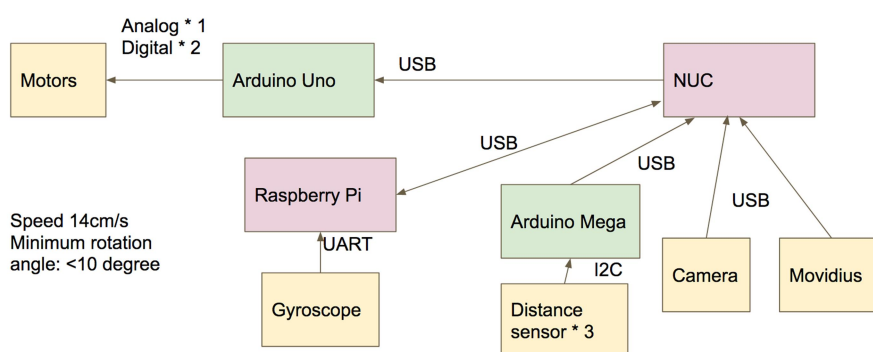 Analog * 1
Digital * 2
Motors
Arduino Uno
USB
NUC
USB
Raspberry Pi
USB
Arduino Mega
USB
Speed 14cm/s
Minimum rotation
angle: <10 degree
UART
I2C
Gyroscope
Distance
sensor * 3
Camera
Movidius